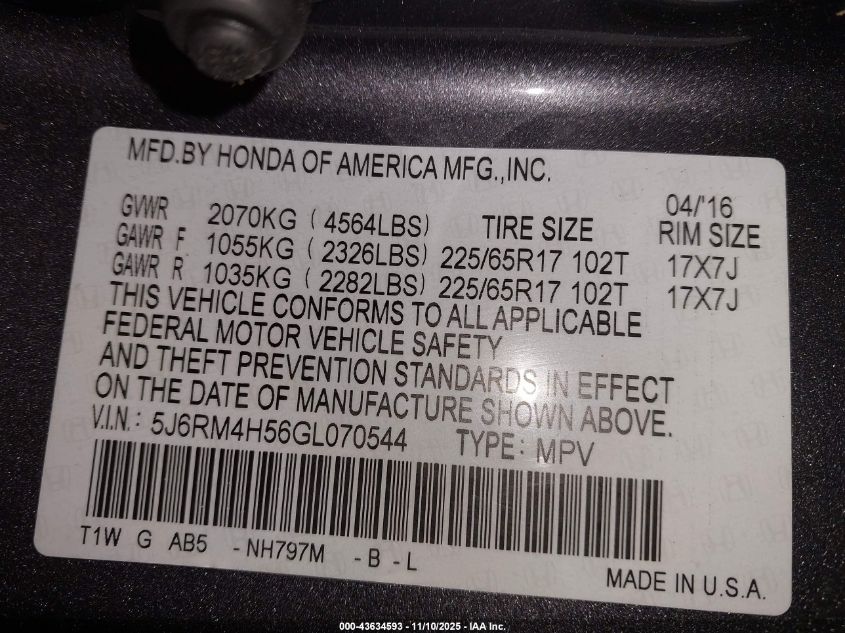 MFD.BY HONDA OF AMERICA MFG.,INC.
04/'16
GVWR 2070KG (4564LBS) TIRE SIZE RIM SIZE
GAWR F 1055KG (2326LBS) 225/65R17 102T 17X7J
GAWR R 1035KG (2282LBS) 225/65R17 102T 17X7J
THIS VEHICLE CONFORMS TO ALL APPLICABLE
FEDERAL MOTOR VEHICLE SAFETY
AND THEFT PREVENTION STANDARDS IN EFFECT
ON THE DATE OF MANUFACTURE SHOWN ABOVE.
V.I.N.: 5J6RM4H56GL070544 TYPE: MPV
T1W G AB5 -NH797M -B -L
MADE IN U.S.A.
000-43634593 - 11/10/2025 - IAA Inc.